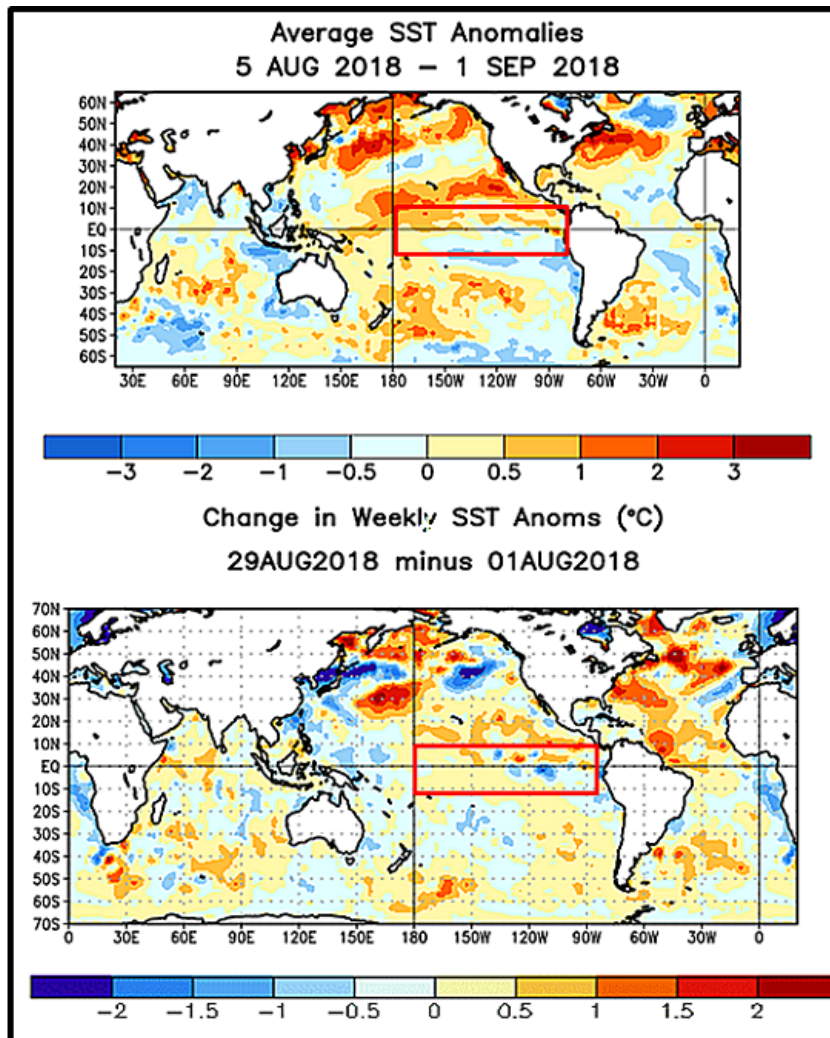 Average SST Anomalies
5 AUG 2018 – 1 SEP 2018
60N
50N
40N
30N
20N
10N
EQ
10S
20S
30S
40S
50S
60S
30E 60E 90E 120E 150E 180 150W 120W 90W 60W 30W 0
-3 -2 -1 -0.5 0 0.5 1 2 3
Change in Weekly SST Anoms (°C)
29AUG2018 minus 01AUG2018
70N
60N
50N
40N
30N
20N
10N
EQ
10S
20S
30S
40S
50S
60S
70S
0 30E 60E 90E 120E 150E 180 150W 120W 90W 60W 30W 0
-2 -1.5 -1 -0.5 0 0.5 1 1.5 2